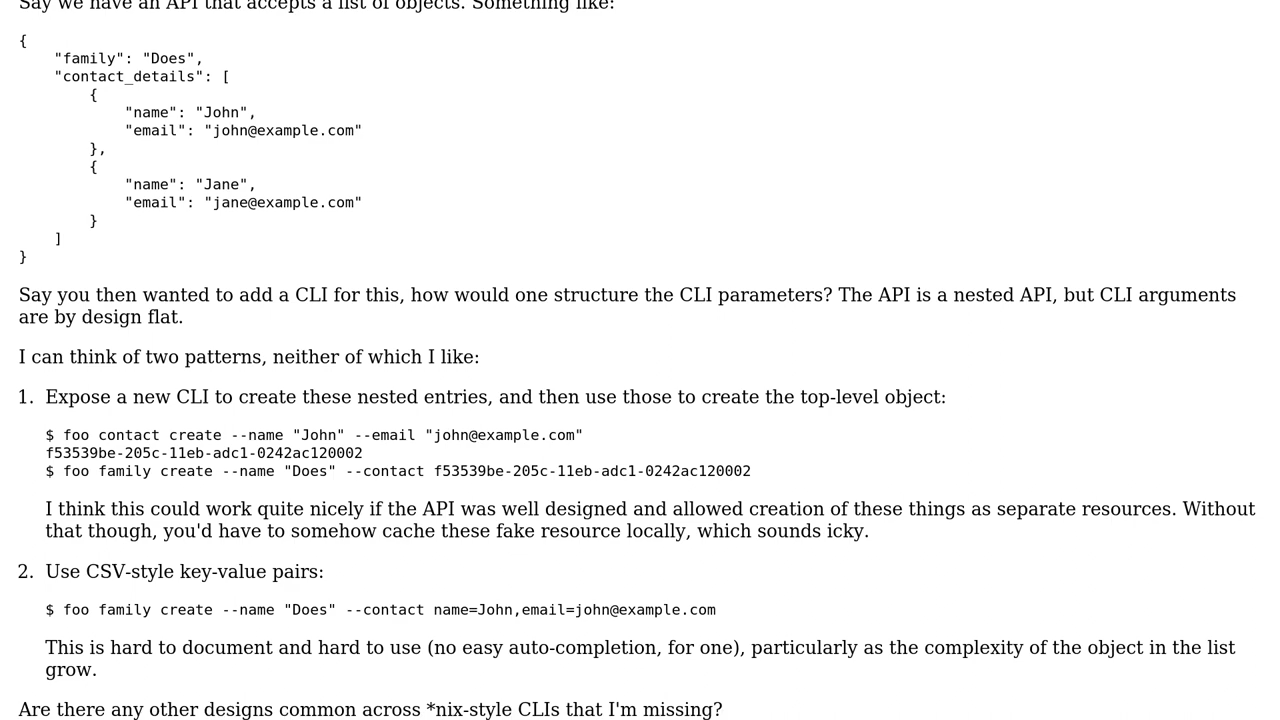 Say we have an API that accepts a list of objects. Something like:
{
    "family": "Does",
    "contact_details": [
        {
            "name": "John",
            "email": "john@example.com"
        },
        {
            "name": "Jane",
            "email": "jane@example.com"
        }
    ]
}
Say you then wanted to add a CLI for this, how would one structure the CLI parameters? The API is a nested API, but CLI arguments
are by design flat.
I can think of two patterns, neither of which I like:
1. Expose a new CLI to create these nested entries, and then use those to create the top-level object:
$ foo contact create --name "John" --email "john@example.com"
f53539be-205c-11eb-adc1-0242ac120002
$ foo family create --name "Does" --contact f53539be-205c-11eb-adc1-0242ac120002
I think this could work quite nicely if the API was well designed and allowed creation of these things as separate resources. Without
that though, you'd have to somehow cache these fake resource locally, which sounds icky.
2. Use CSV-style key-value pairs:
$ foo family create --name "Does" --contact name=John,email=john@example.com
This is hard to document and hard to use (no easy auto-completion, for one), particularly as the complexity of the object in the list
grow.
Are there any other designs common across *nix-style CLIs that I'm missing?